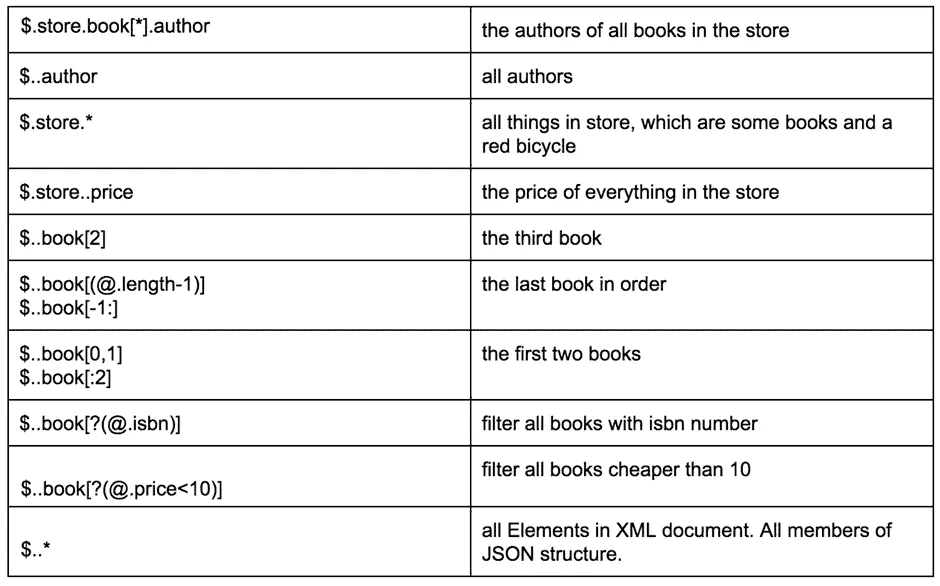 $.store.book[*].author
the authors of all books in the store
$..author
all authors
$.store.*
all things in store, which are some books and a
red bicycle
$.store..price
the price of everything in the store
$..book[2]
the third book
$..book[(@.length-1)]
$..book[-1:]
the last book in order
$..book[0,1]
$..book[:2]
the first two books
$..book[?(@.isbn)]
filter all books with isbn number
$..book[?(@.price<10)]
filter all books cheaper than 10
$..*
all Elements in XML document. All members of
JSON structure.